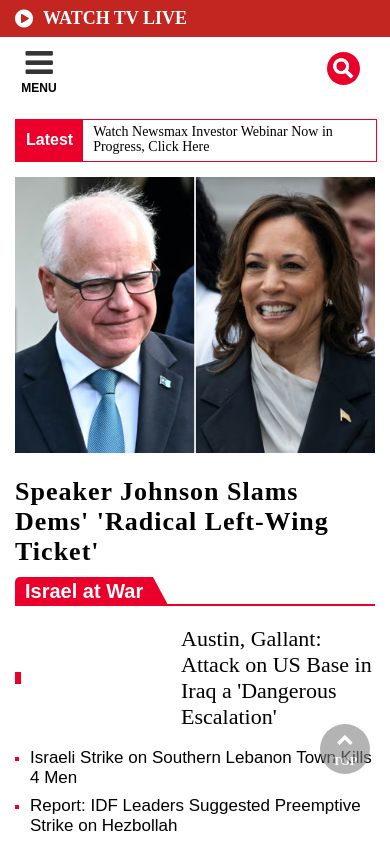 WATCH TV LIVE
MENU
Latest
Watch Newsmax Investor Webinar Now in
Progress, Click Here
Speaker Johnson Slams
Dems' 'Radical Left-Wing
Ticket'
Israel at War
Austin, Gallant:
Attack on US Base in
Iraq a 'Dangerous
Escalation'
TOP
Israeli Strike on Southern Lebanon Town Kills
4 Men
Report: IDF Leaders Suggested Preemptive
Strike on Hezbollah